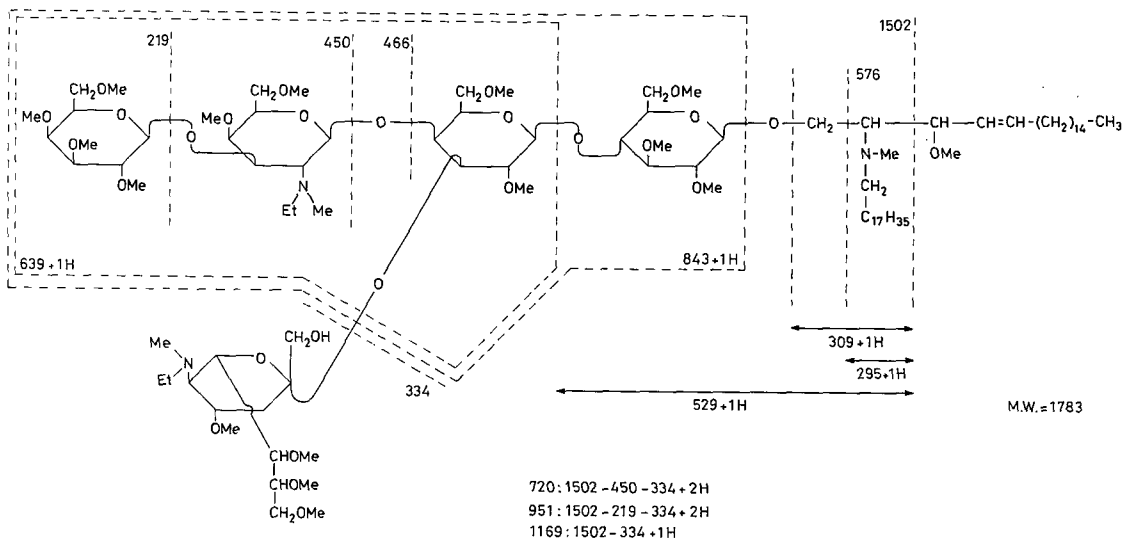 219
450
466
1502
576
CH₂OMe
CH₂OMe
CH₂OMe
CH₂OMe
MeO
O
O
MeO
O
O
O
O
O
O
O
CH₂
CH=CH-(CH₂)₁₄-CH₃
OMe
OMe
OMe
OMe
OMe
OMe
N
Et
Me
N-Me
CH₂
C₁₇H₃₅
OMe
639+1H
843+1H
O
309+1H
295+1H
529+1H
M.W.=1783
Me
N
Et
O
CH₂OH
OMe
334
CHOMe
CHOMe
CH₂OMe
720:1502-450-334+2H
951:1502-219-334+2H
1169:1502-334+1H